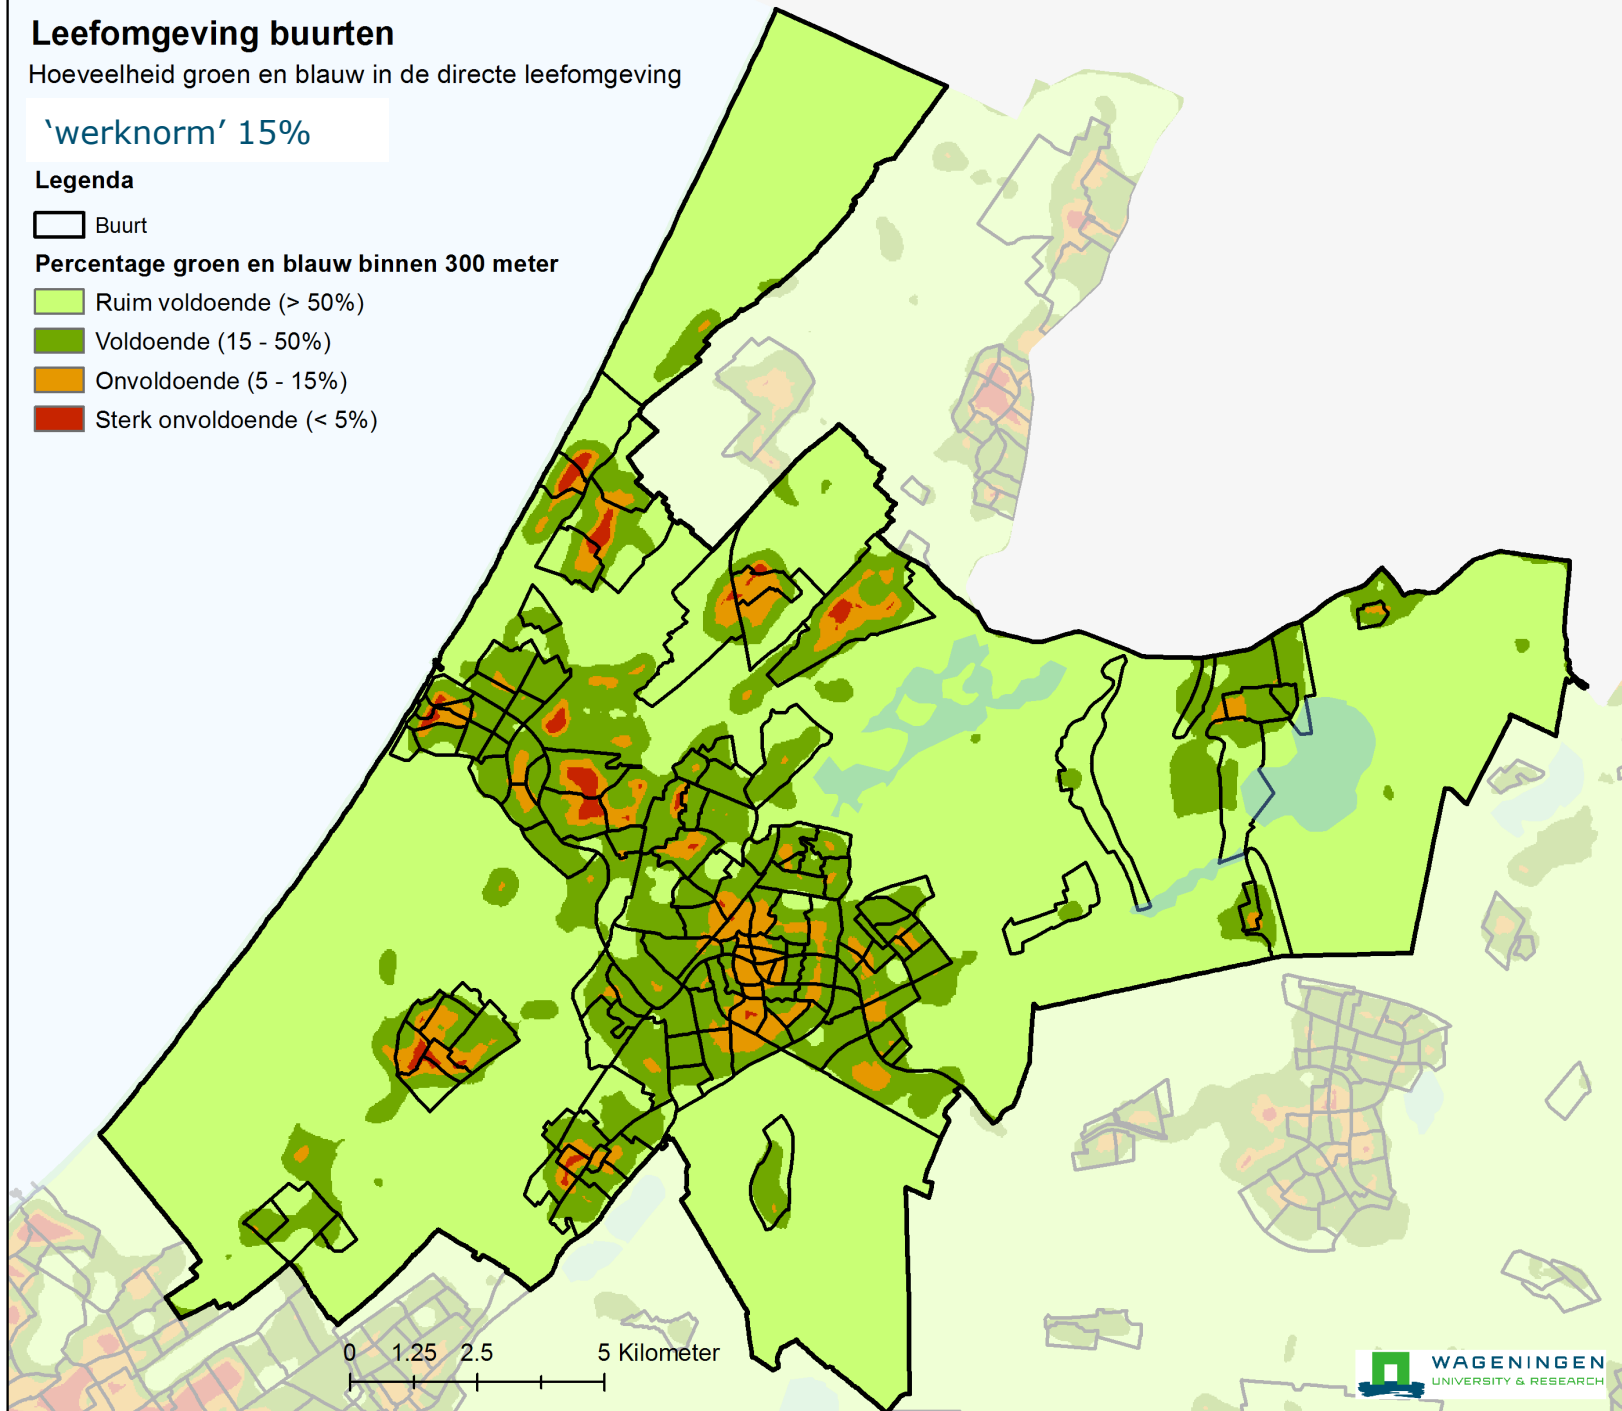 Leefomgeving buurten
Hoeveelheid groen en blauw in de directe leefomgeving
‘werknorm’ 15%
Legenda
Buurt
Percentage groen en blauw binnen 300 meter
Ruim voldoende (> 50%)
Voldoende (15 - 50%)
Onvoldoende (5 - 15%)
Sterk onvoldoende (< 5%)
0 1.25 2.5 5 Kilometer
WAGENINGEN
UNIVERSITY & RESEARCH